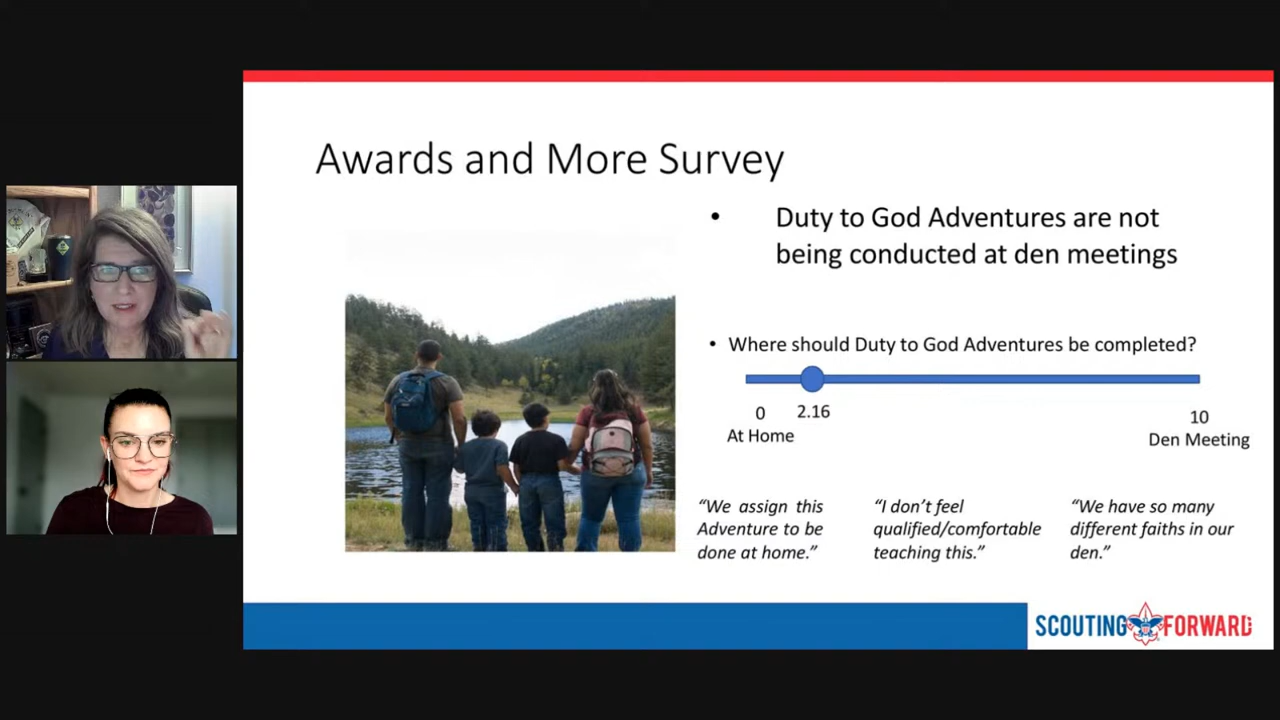 Awards and More Survey
• Duty to God Adventures are not
being conducted at den meetings
• Where should Duty to God Adventures be completed?
0 2.16 10
At Home Den Meeting
“We assign this
Adventure to be
done at home.”
“I don’t feel
qualified/comfortable
teaching this.”
“We have so many
different faiths in our
den.”
SCOUTING FORWARD